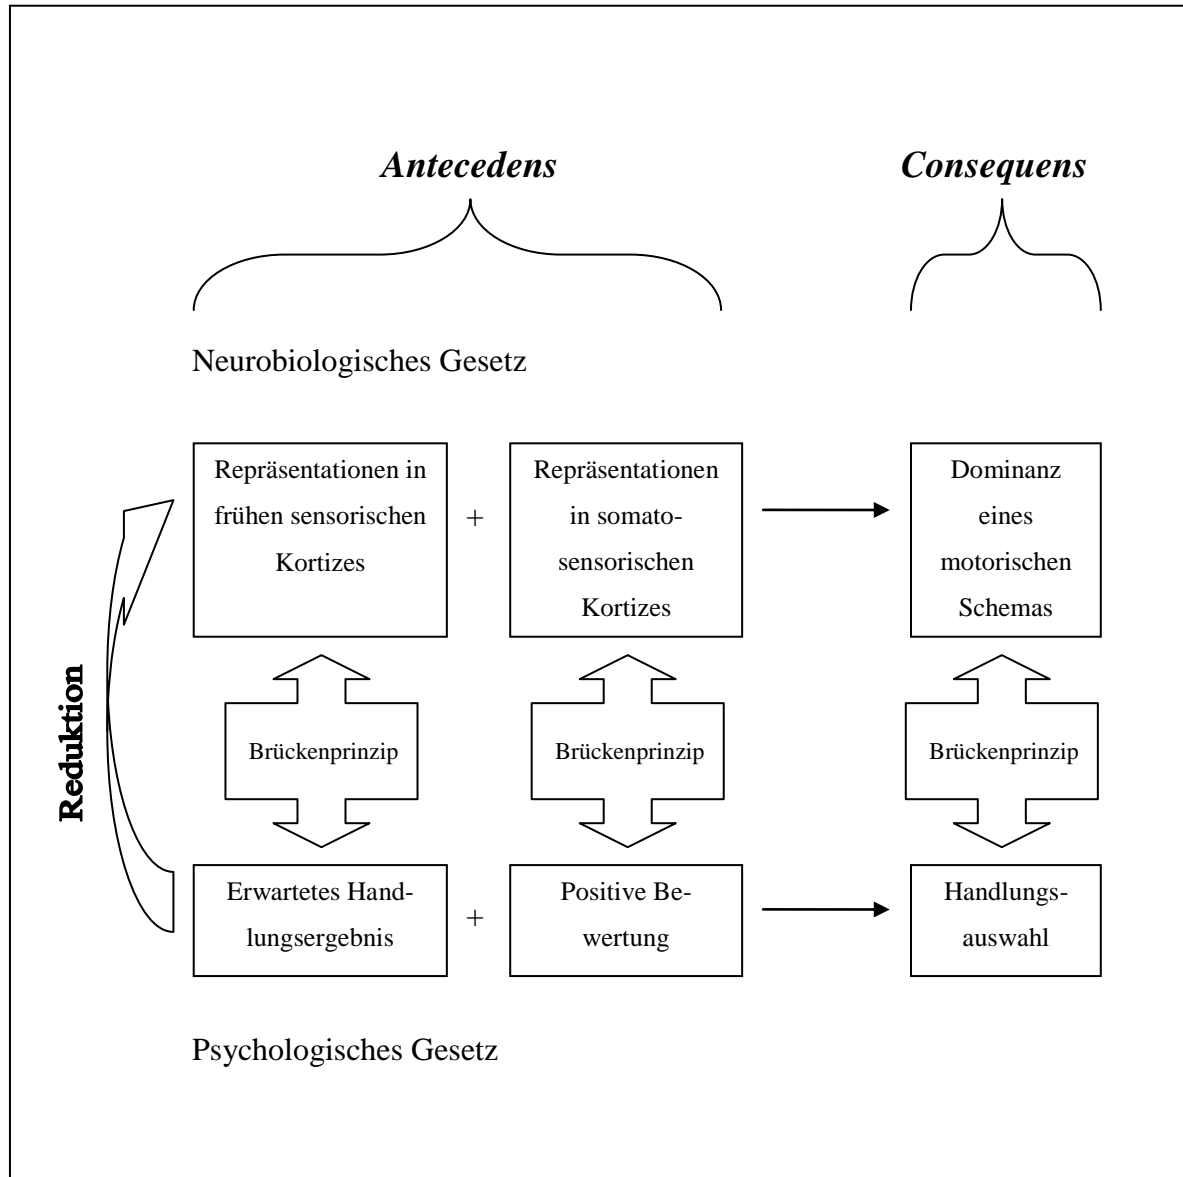 Antecedens
Consequens
Neurobiologisches Gesetz
Repräsentationen in
frühen sensorischen
Kortizes
+
Repräsentationen
in somato-
sensorischen
Kortizes
Dominanz
eines
motorischen
Schemas
Reduktion
Brückenprinzip
Brückenprinzip
Brückenprinzip
Erwartetes Hand-
lungsergebnis
+
Positive Be-
wertung
Handlungs-
auswahl
Psychologisches Gesetz